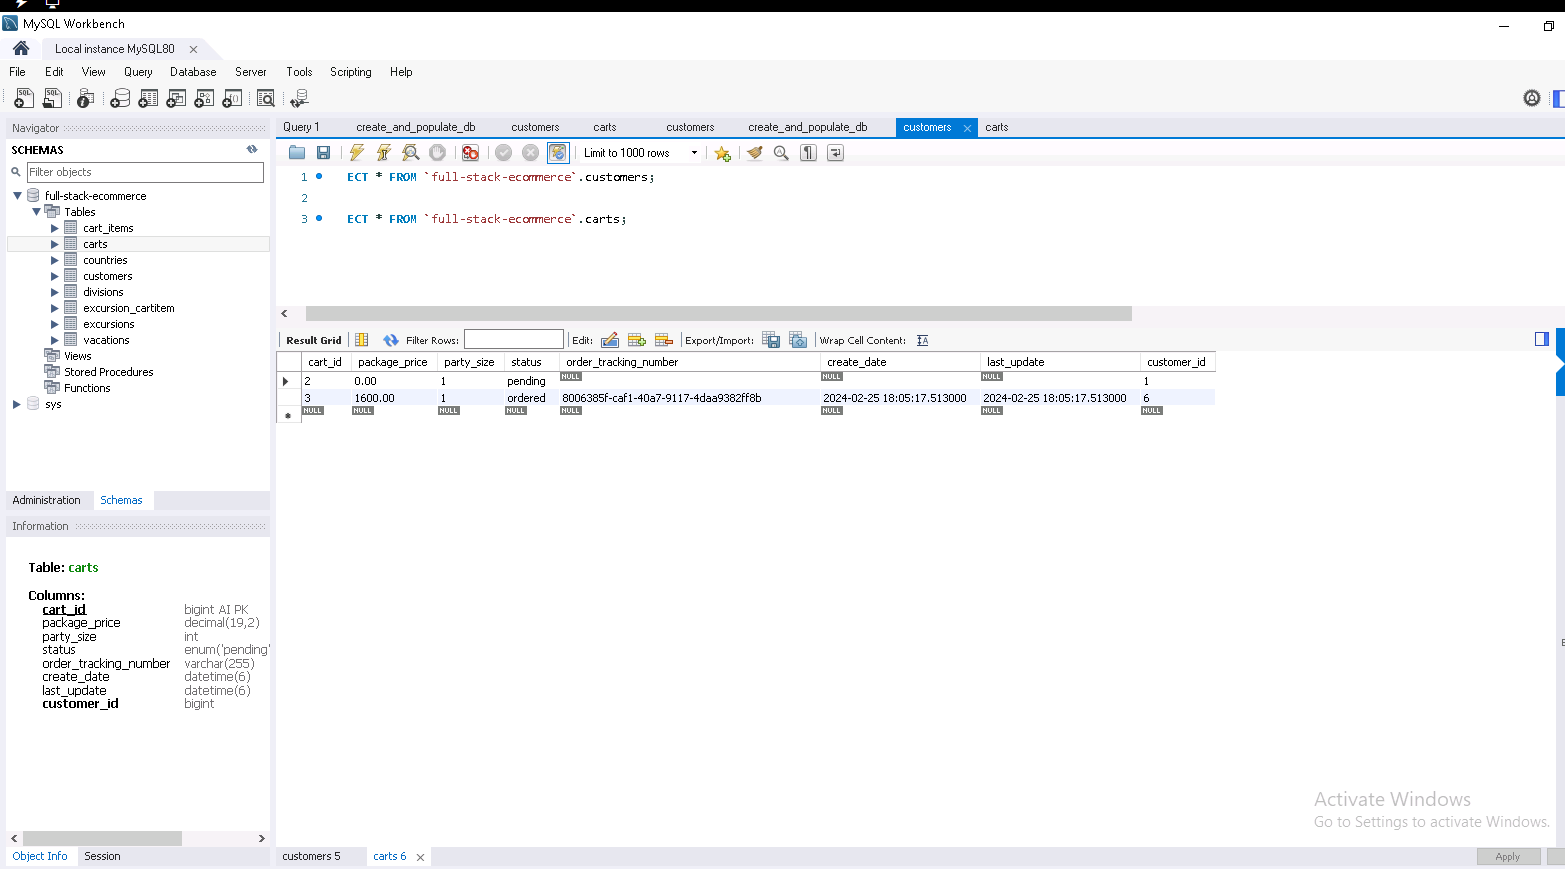 MySQL Workbench
Local instance MySQL80
File Edit View Query Database Server Tools Scripting Help
Navigator
SCHEMAS
Filter objects
full-stack-ecommerce
Tables
cart_items
carts
countries
customers
divisions
excursion_cartitem
excursions
vacations
Views
Stored Procedures
Functions
sys
Administration Schemas
Information
Table: carts
Columns:
cart_id bigint AI PK
package_price decimal(19,2)
party_size int
status enum('pending'
order_tracking_number varchar(255)
create_date datetime(6)
last_update datetime(6)
customer_id bigint
Object Info Session
Query 1 create_and_populate_db customers carts customers create_and_populate_db customers carts
Limit to 1000 rows
1 ECT * FROM `full-stack-ecommerce`.customers;
2
3 ECT * FROM `full-stack-ecommerce`.carts;
Result Grid Filter Rows: Edit: Export/Import: Wrap Cell Content:
cart_id package_price party_size status order_tracking_number create_date last_update customer_id
2 0.00 1 pending NULL NULL NULL 1
3 1600.00 1 ordered 8006385f-caf1-40a7-9117-4daa9382ff8b 2024-02-25 18:05:17.513000 2024-02-25 18:05:17.513000 6
NULL NULL NULL NULL NULL NULL NULL NULL
Activate Windows
Go to Settings to activate Windows.
customers 5 carts 6
Apply